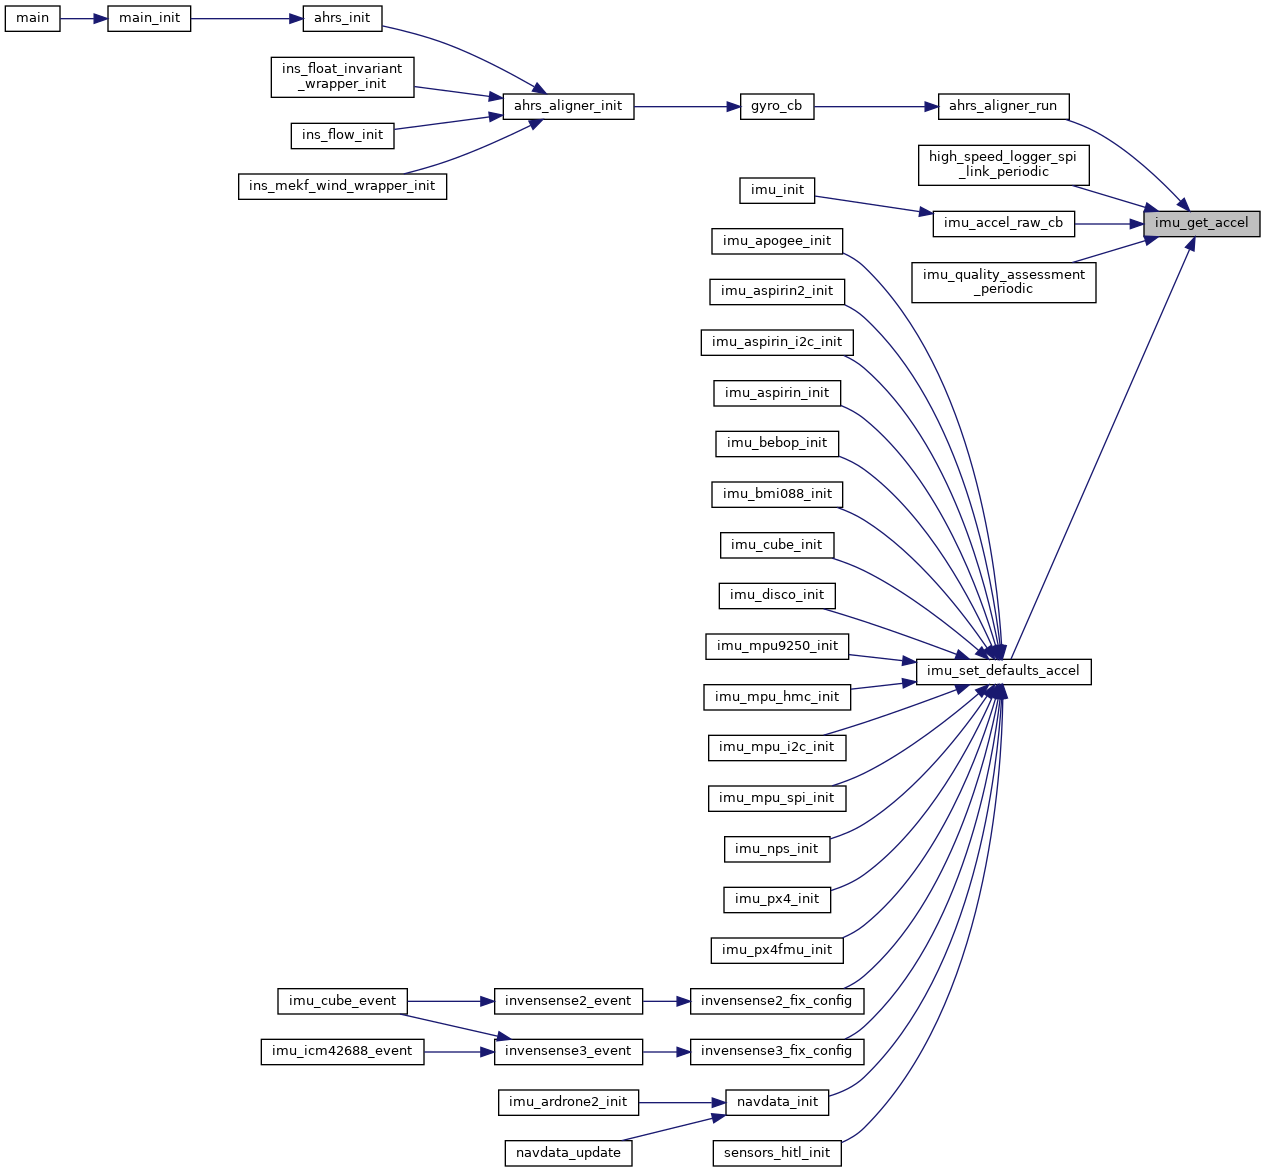 main
main_init
ahrs_init
ins_float_invariant
_wrapper_init
ins_flow_init
ins_mekf_wind_wrapper_init
ahrs_aligner_init
gyro_cb
ahrs_aligner_run
high_speed_logger_spi
_link_periodic
imu_init
imu_accel_raw_cb
imu_get_accel
imu_quality_assessment
_periodic
imu_apogee_init
imu_aspirin2_init
imu_aspirin_i2c_init
imu_aspirin_init
imu_bebop_init
imu_bmi088_init
imu_cube_init
imu_disco_init
imu_mpu9250_init
imu_set_defaults_accel
imu_mpu_hmc_init
imu_mpu_i2c_init
imu_mpu_spi_init
imu_nps_init
imu_px4_init
imu_px4fmu_init
imu_cube_event
invensense2_event
invensense2_fix_config
imu_icm42688_event
invensense3_event
invensense3_fix_config
imu_ardrone2_init
navdata_init
navdata_update
sensors_hitl_init